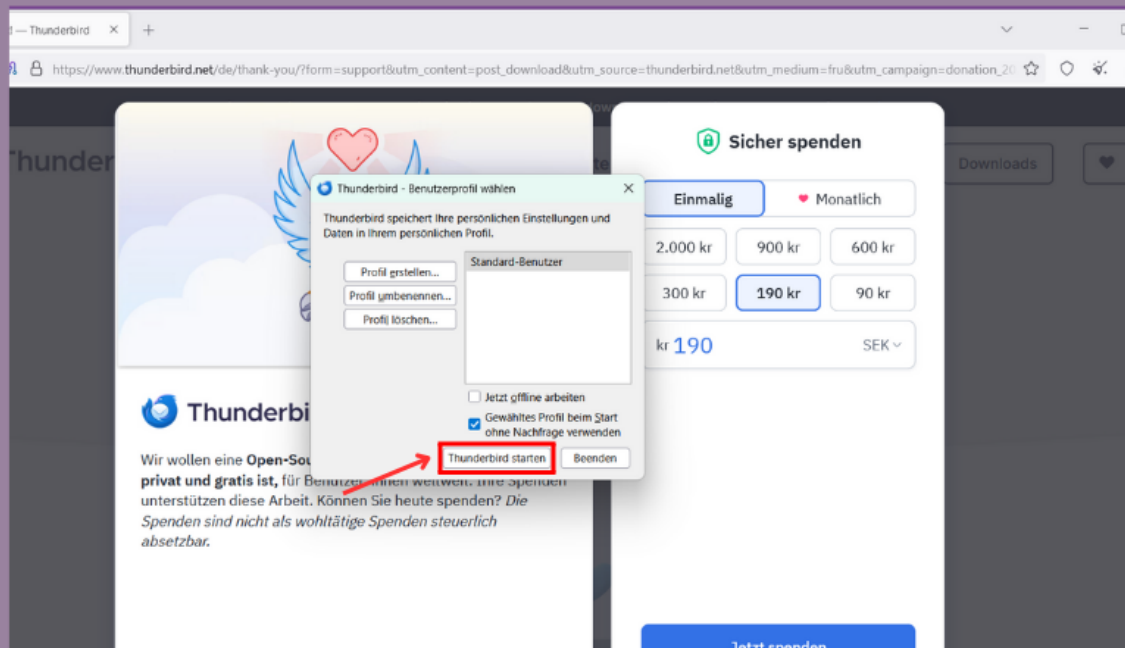 — Thunderbird
https://www.thunderbird.net/de/thank-you/?form=support&utm_content=post_download&utm_source=thunderbird.net&utm_medium=fru&utm_campaign=donation_20
Downloads
Thunderbird - Benutzerprofil wählen
Thunderbird speichert Ihre persönlichen Einstellungen und
Daten in Ihrem persönlichen Profil.
Profil erstellen...
Profil umbenennen...
Profil löschen...
Standard-Benutzer
Jetzt offline arbeiten
Gewähltes Profil beim Start
ohne Nachfrage verwenden
Thunderbird starten
Beenden
Wir wollen eine Open-Sou
privat und gratis ist, für Benutzer:innen weltweit. Ihre Spenden
unterstützen diese Arbeit. Können Sie heute spenden? Die
Spenden sind nicht als wohltätige Spenden steuerlich
absetzbar.
Sicher spenden
Einmalig
Monatlich
2.000 kr
900 kr
600 kr
300 kr
190 kr
90 kr
kr 190
SEK
Jetzt spenden